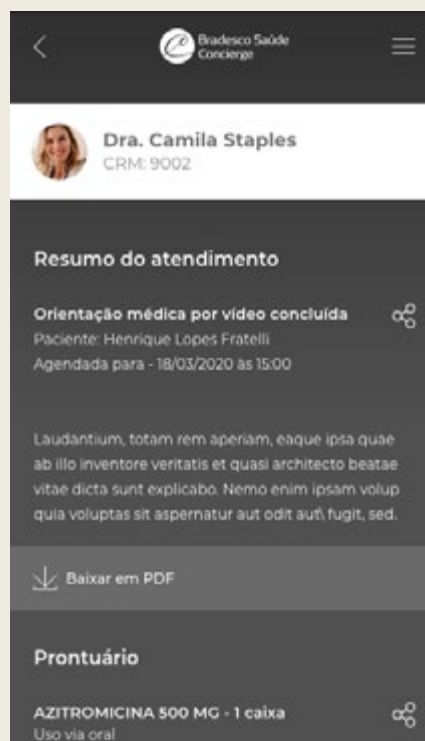 Bradesco Saúde
Concierge
Dra. Camila Staples
CRM: 9002
Resumo do atendimento
Orientação médica por vídeo concluída
Paciente: Henrique Lopes Fratelli
Agendada para - 18/03/2020 às 15:00
Laudantium, totam rem aperiam, eaque ipsa quae
ab illo inventore veritatis et quasi architecto beatae
vitae dicta sunt explicabo. Nemo enim ipsam volup
quia voluptas sit aspernatur aut odit aut\ fugit, sed.
Baixar em PDF
Prontuário
AZITROMICINA 500 MG - 1 caixa
Uso via oral